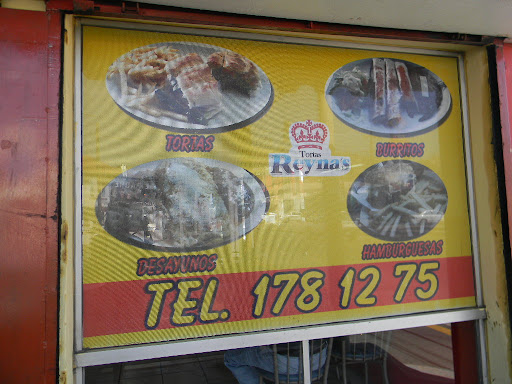 TORTAS
BURRITOS
Tortas
Reyna's
DESAYUNOS
HAMBURGUESAS
TEL. 178 12 75